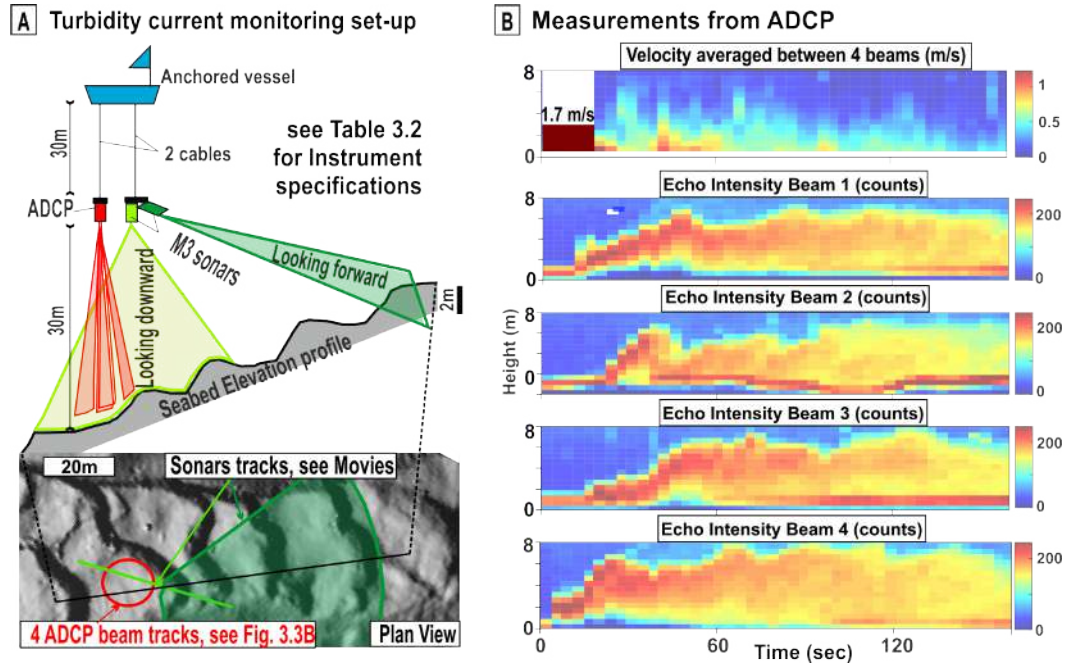 A Turbidity current monitoring set-up
Anchored vessel
30m
2 cables
see Table 3.2
for Instrument
specifications
ADCP
M3 sonars
Looking forward
2m
30m
Looking downward
Seabed Elevation profile
20m
Sonars tracks, see Movies
4 ADCP beam tracks, see Fig. 3.3B
Plan View
B Measurements from ADCP
Velocity averaged between 4 beams (m/s)
8
1.7 m/s
0
1
0.5
0
Echo Intensity Beam 1 (counts)
8
0
200
100
0
Echo Intensity Beam 2 (counts)
8
0
200
100
0
Height (m)
Echo Intensity Beam 3 (counts)
8
0
200
100
0
Echo Intensity Beam 4 (counts)
8
0
200
100
0
0 60 120
Time (sec)